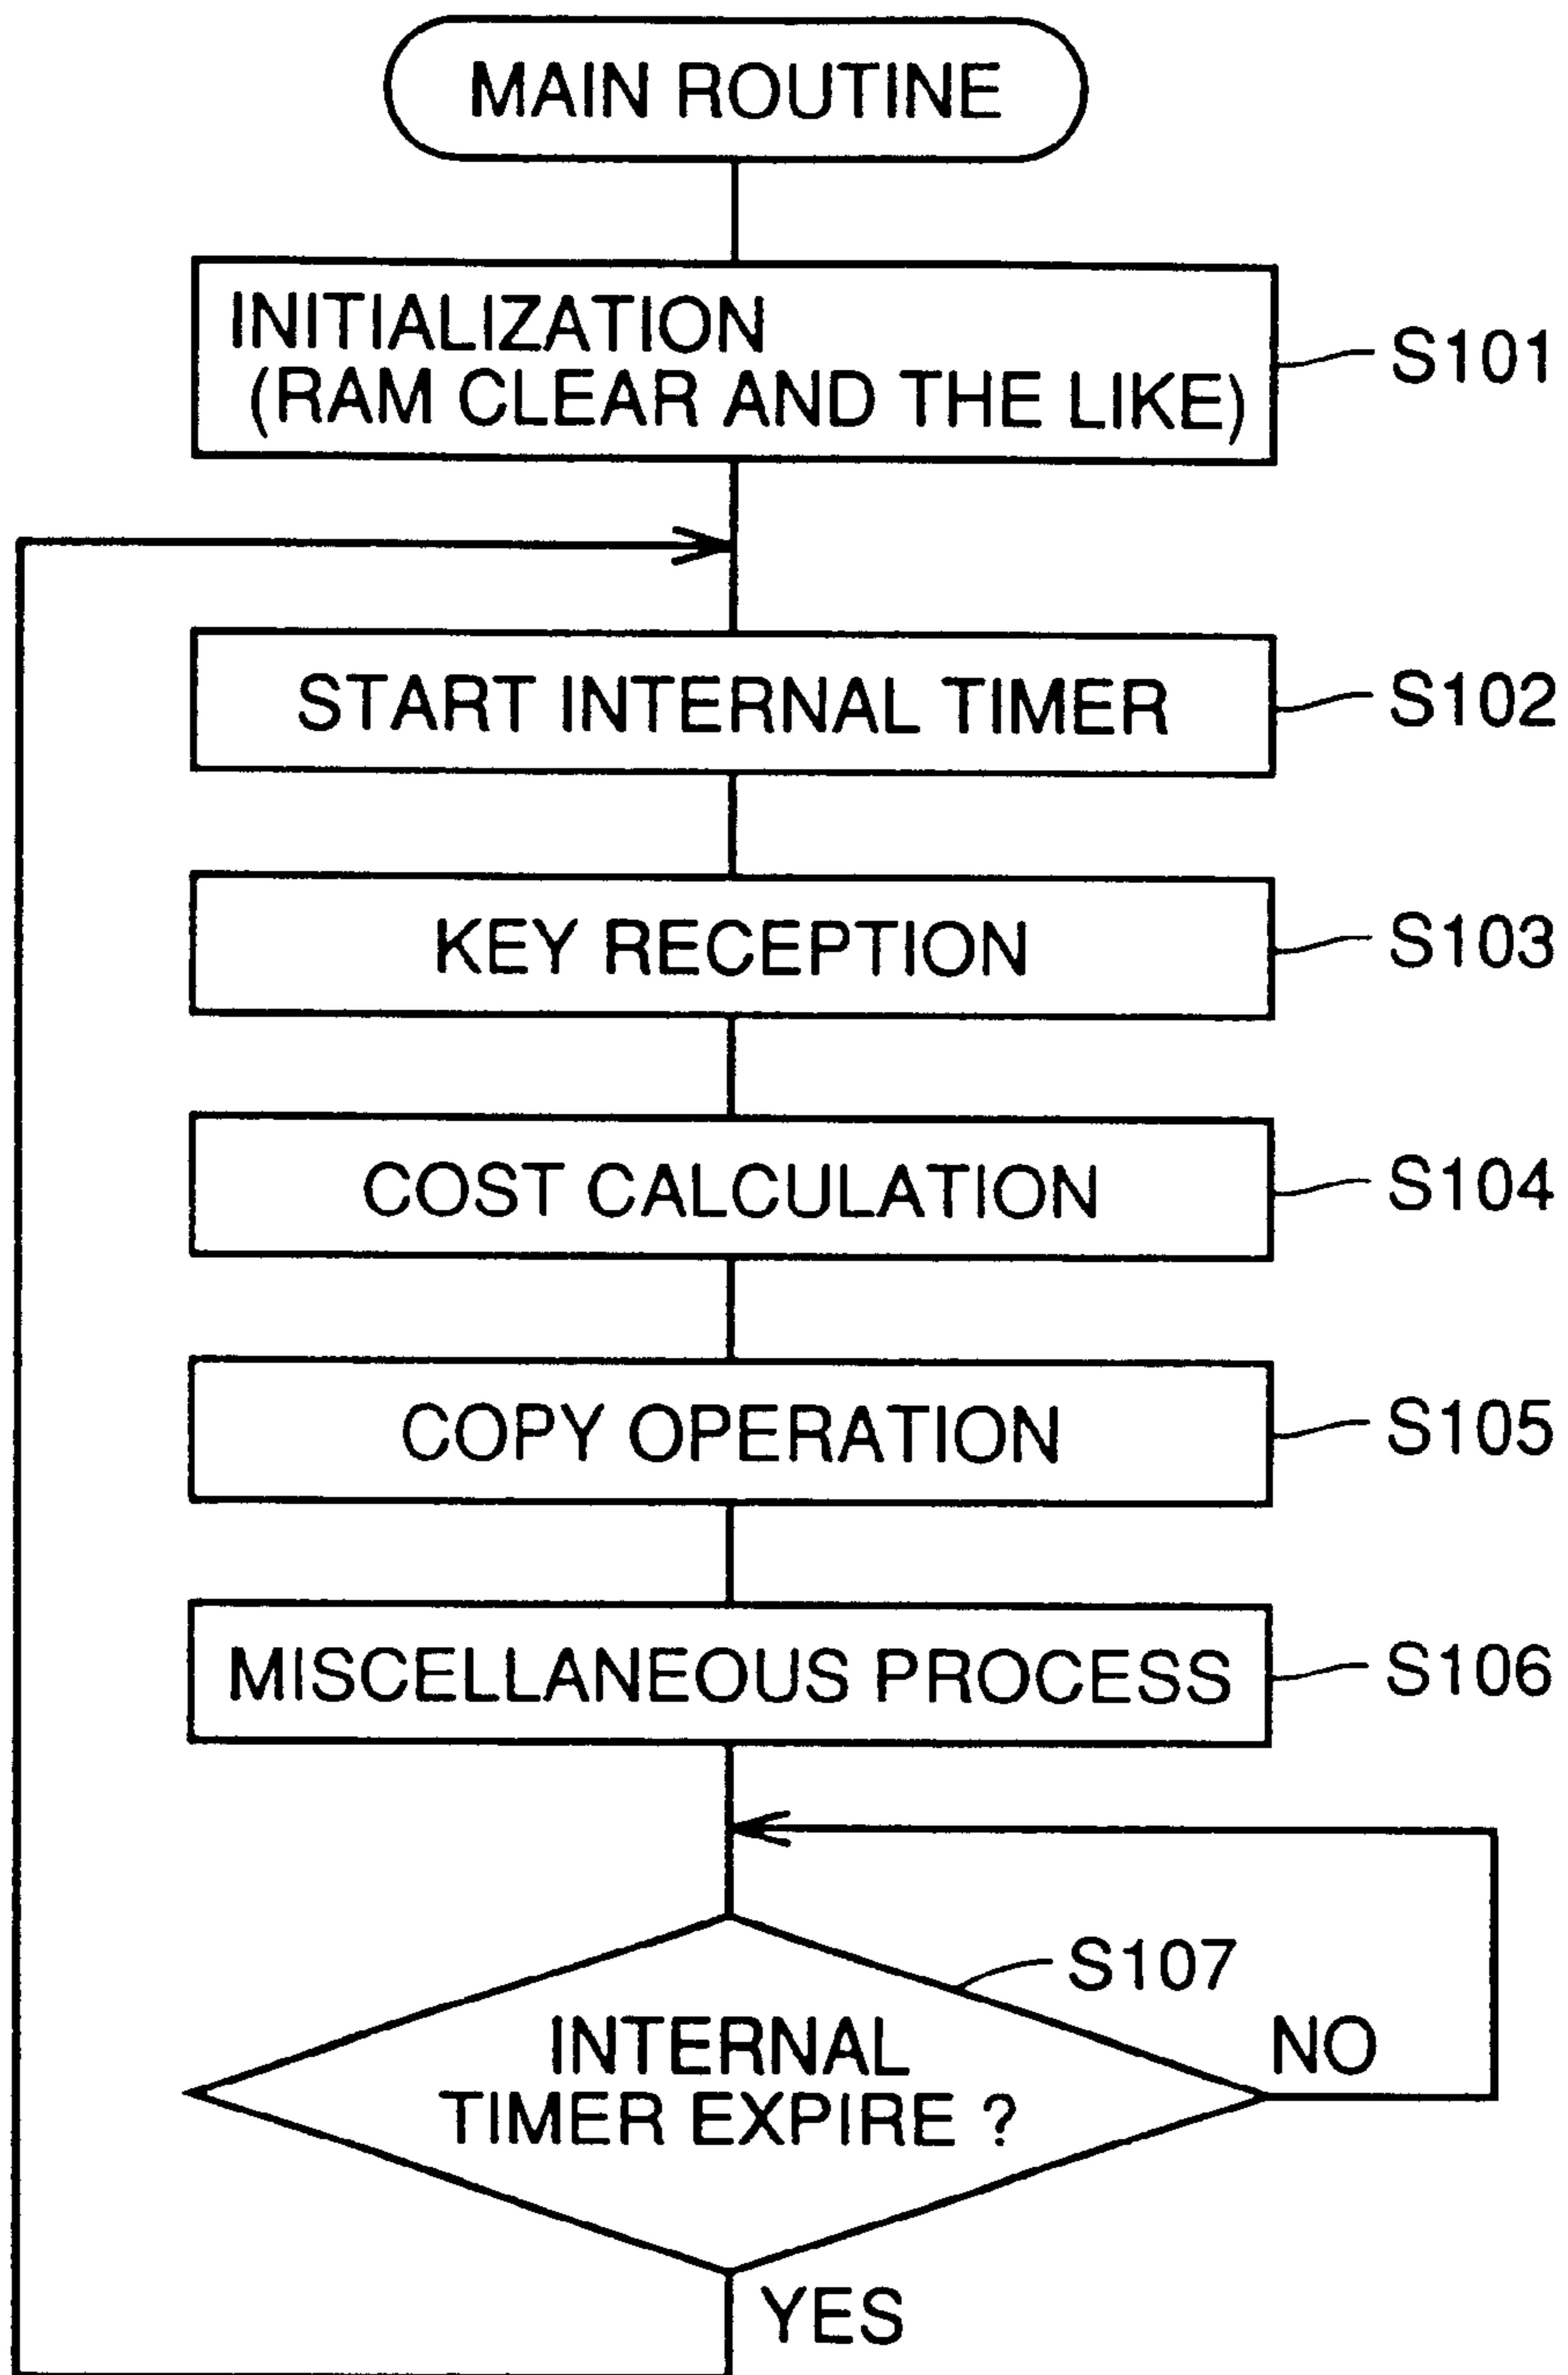 MAIN ROUTINE
INITIALIZATION
(RAM CLEAR AND THE LIKE)
S101
START INTERNAL TIMER
S102
KEY RECEPTION
S103
COST CALCULATION
S104
COPY OPERATION
S105
MISCELLANEOUS PROCESS
S106
S107
INTERNAL
TIMER EXPIRE ?
NO
YES